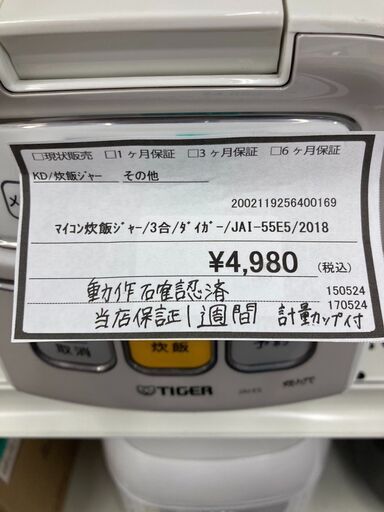 □現状販売 □1ヶ月保証 □3ヶ月保証 □6ヶ月保証
KD/炊飯ジャー その他
2002119256400169
マイコン炊飯ｼﾞｬｰ/3合/ﾀﾞｲｶﾞｰ/JAI-55E5/2018
¥4,980 (税込)
動作確認済 150524
170524
当店保証1週間 計量カップ付
取消 炊飯 予約
TIGER